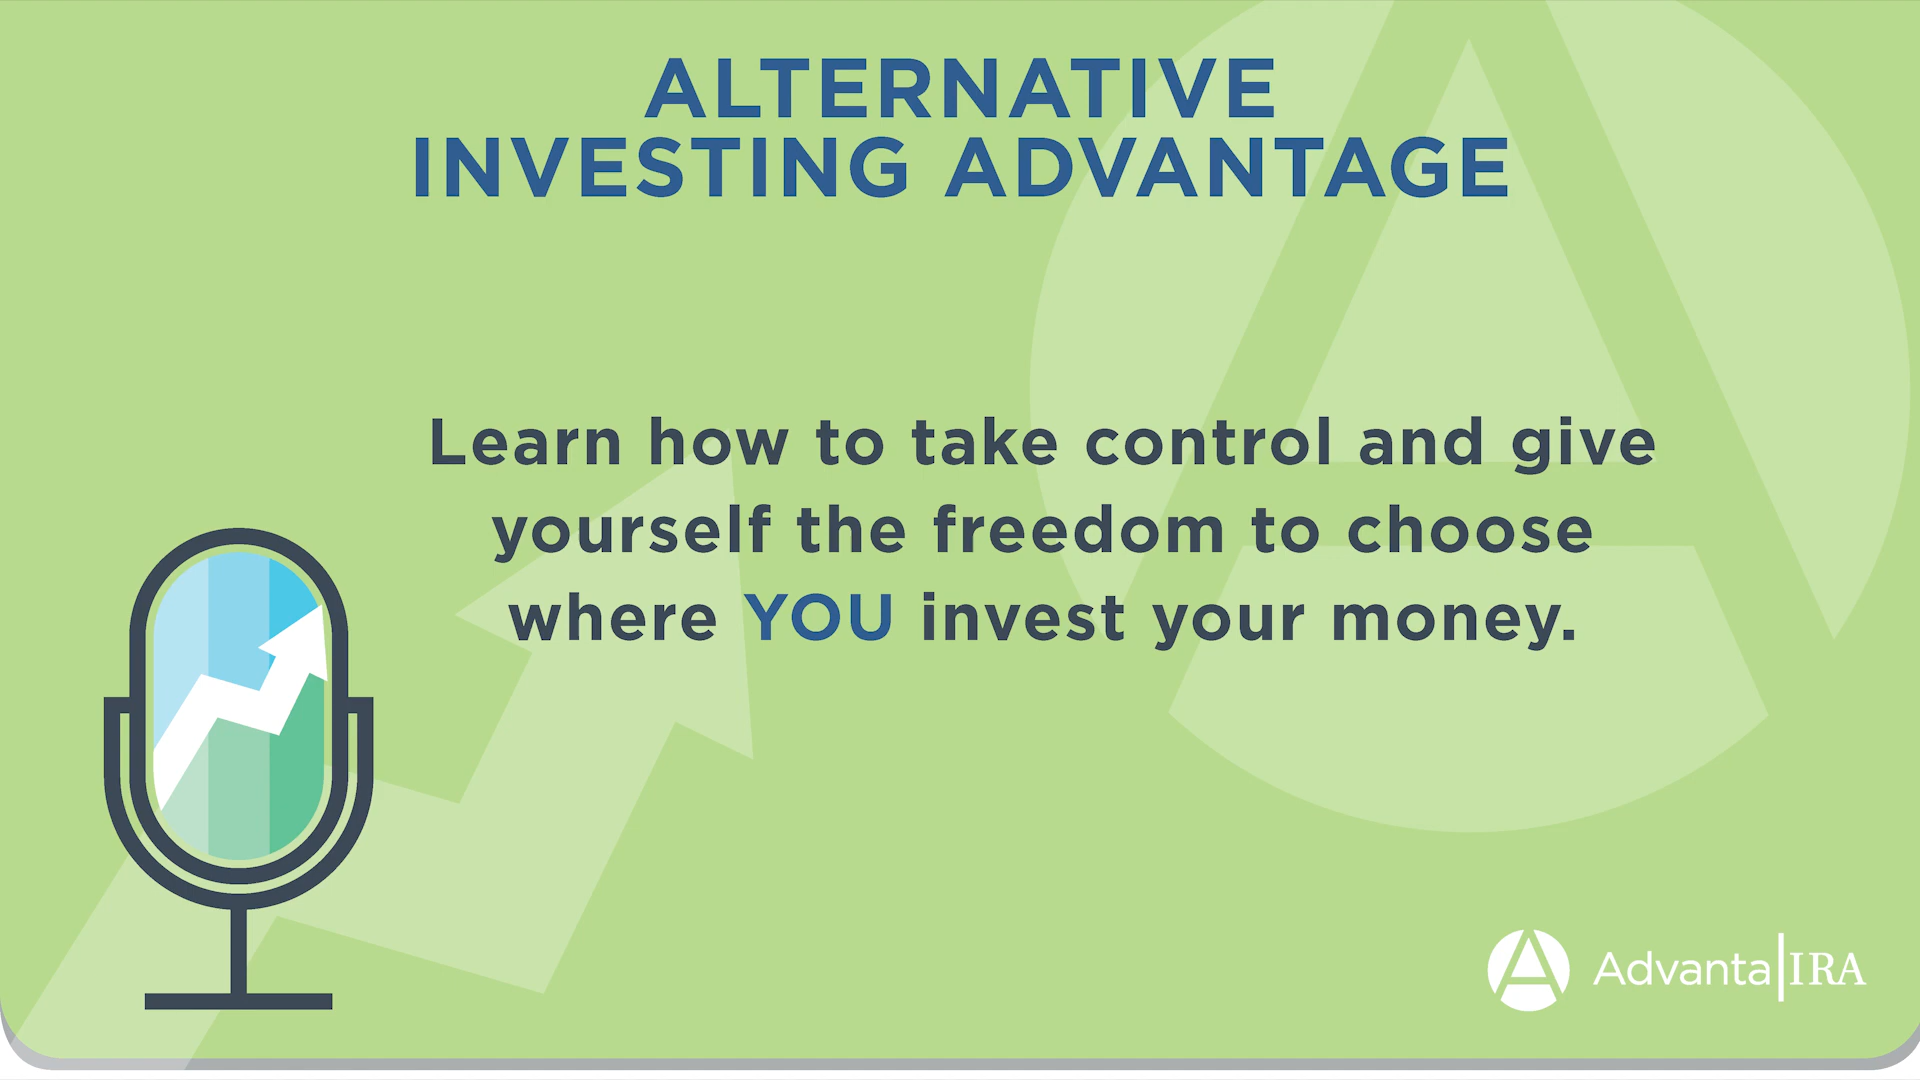 ALTERNATIVE
INVESTING ADVANTAGE
Learn how to take control and give
yourself the freedom to choose
where YOU invest your money.
Advanta|IRA